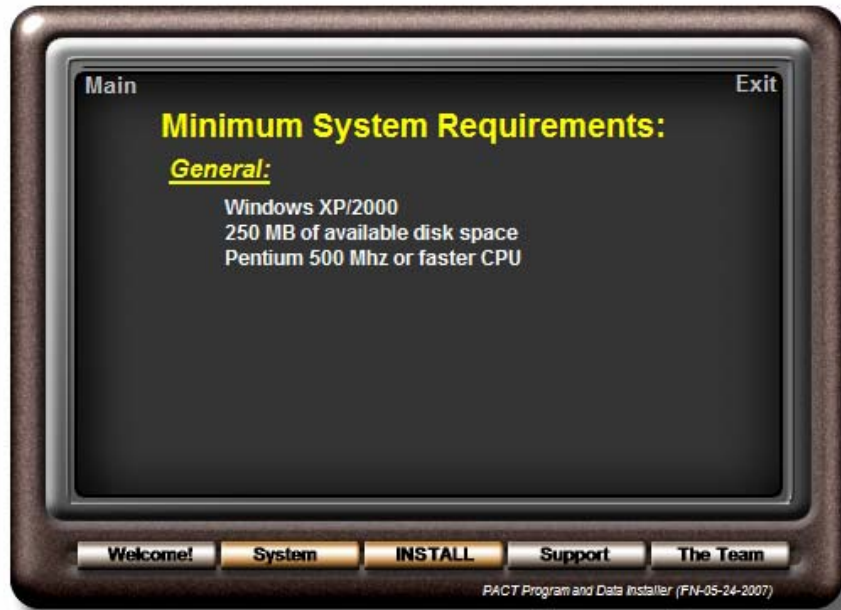 Main
Exit
Minimum System Requirements:
General:
Windows XP/2000
250 MB of available disk space
Pentium 500 Mhz or faster CPU
Welcome!
System
INSTALL
Support
The Team
PACT Program and Data Installer (FN-05-24-2007)